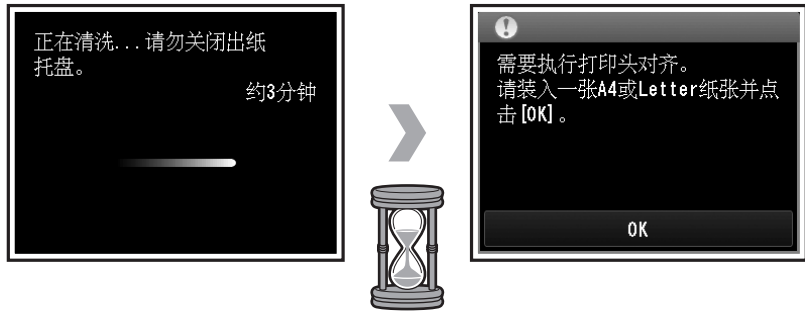 正在清洗...请勿关闭出纸
托盘。
约3分钟
需要执行打印头对齐。
请装入一张A4或Letter纸张并点
击[OK]。
OK